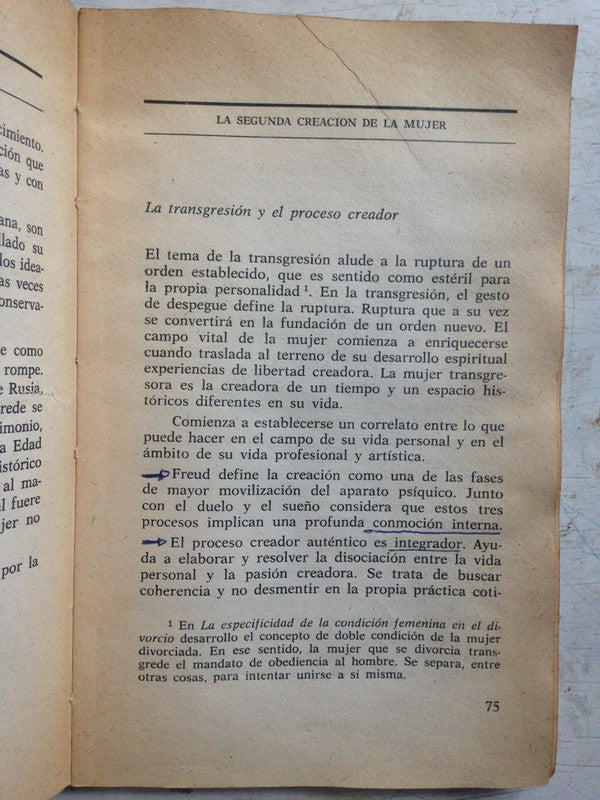 cimiento.
ción que
as y con
ana, son
llado su
los idea-
as veces
onserva-
e como
rompe.
e Rusia,
rede se
imonio,
a Edad
istórico
al ma-
l fuere
jer no
por la
LA SEGUNDA CREACION DE LA MUJER
La transgresión y el proceso creador
El tema de la transgresión alude a la ruptura de un
orden establecido, que es sentido como estéril para
la propia personalidad ¹. En la transgresión, el gesto
de despegue define la ruptura. Ruptura que a su vez
se convertirá en la fundación de un orden nuevo. El
campo vital de la mujer comienza a enriquecerse
cuando traslada al terreno de su desarrollo espiritual
experiencias de libertad creadora. La mujer transgre-
sora es la creadora de un tiempo y un espacio his-
tóricos diferentes en su vida.
Comienza a establecerse un correlato entre lo que
puede hacer en el campo de su vida personal y en el
ámbito de su vida profesional y artística.
Freud define la creación como una de las fases
de mayor movilización del aparato psíquico. Junto
con el duelo y el sueño considera que estos tres
procesos implican una profunda conmoción interna.
El proceso creador auténtico es integrador. Ayu-
da a elaborar y resolver la disociación entre la vida
personal y la pasión creadora. Se trata de buscar
coherencia y no desmentir en la propia práctica coti-
¹ En La especificidad de la condición femenina en el di-
vorcio desarrollo el concepto de doble condición de la mujer
divorciada. En ese sentido, la mujer que se divorcia trans-
grede el mandato de obediencia al hombre. Se separa, entre
otras cosas, para intentar unirse a sí misma.
75